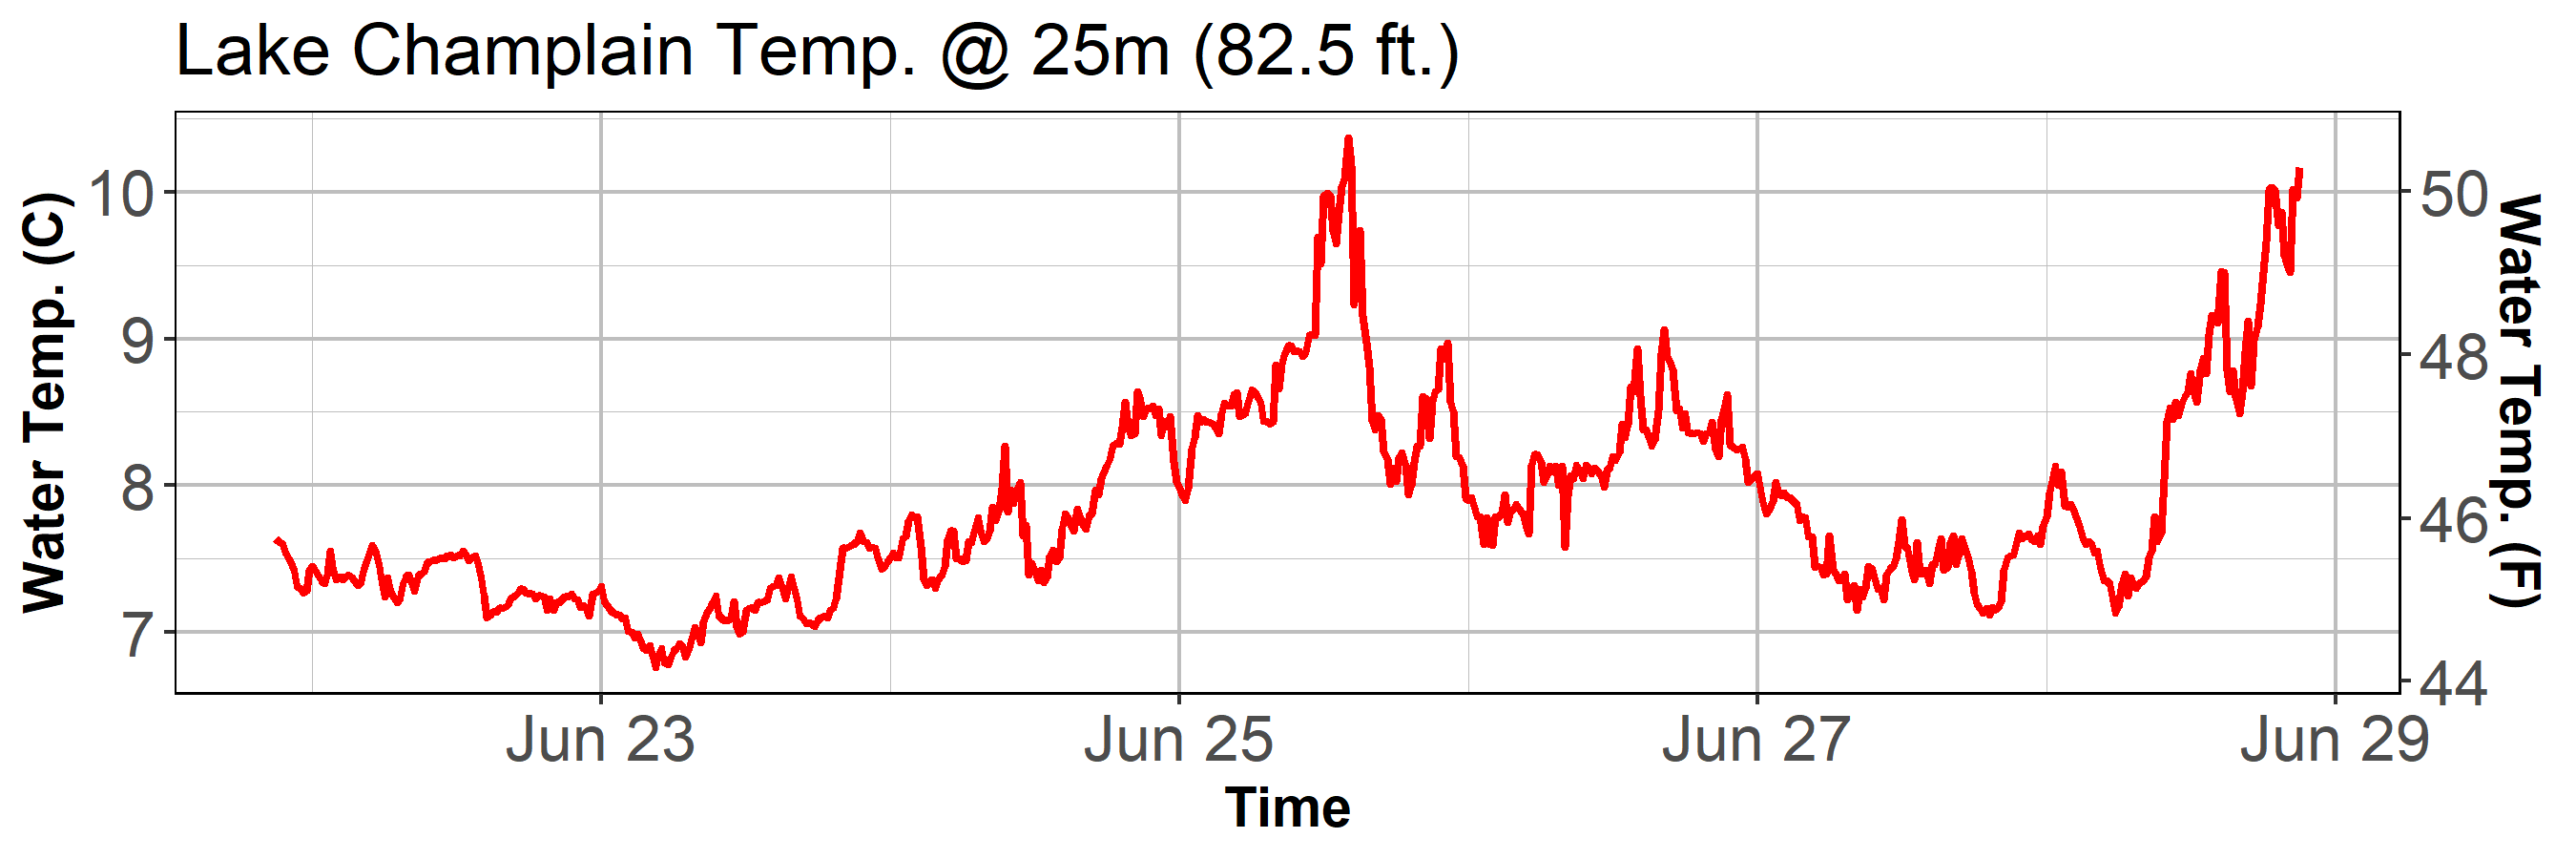 Lake Champlain Temp. @ 25m (82.5 ft.)
Water Temp. (C)
10
9
8
7
50
48
46
44
Water Temp. (F)
Jun 23 Jun 25 Jun 27 Jun 29
Time